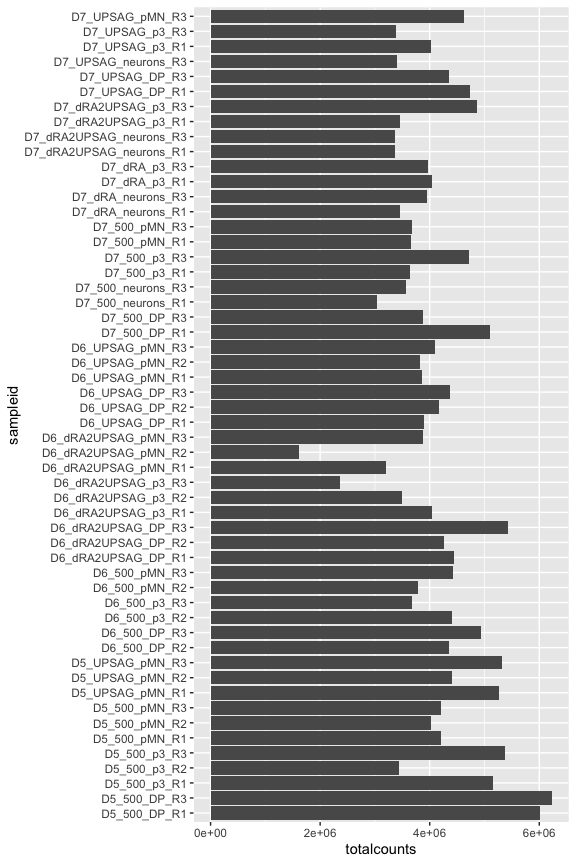 D7_UPSAG_pMN_R3
D7_UPSAG_p3_R3
D7_UPSAG_p3_R1
D7_UPSAG_neurons_R3
D7_UPSAG_DP_R3
D7_UPSAG_DP_R1
D7_dRA2UPSAG_p3_R3
D7_dRA2UPSAG_p3_R1
D7_dRA2UPSAG_neurons_R3
D7_dRA2UPSAG_neurons_R1
D7_dRA_p3_R3
D7_dRA_p3_R1
D7_dRA_neurons_R3
D7_dRA_neurons_R1
D7_500_pMN_R3
D7_500_pMN_R1
D7_500_p3_R3
D7_500_p3_R1
D7_500_neurons_R3
D7_500_neurons_R1
D7_500_DP_R3
D7_500_DP_R1
D6_UPSAG_pMN_R3
D6_UPSAG_pMN_R2
D6_UPSAG_pMN_R1
D6_UPSAG_DP_R3
D6_UPSAG_DP_R2
D6_UPSAG_DP_R1
D6_dRA2UPSAG_pMN_R3
D6_dRA2UPSAG_pMN_R2
D6_dRA2UPSAG_pMN_R1
D6_dRA2UPSAG_p3_R3
D6_dRA2UPSAG_p3_R2
D6_dRA2UPSAG_p3_R1
D6_dRA2UPSAG_DP_R3
D6_dRA2UPSAG_DP_R2
D6_dRA2UPSAG_DP_R1
D6_500_pMN_R3
D6_500_pMN_R2
D6_500_p3_R3
D6_500_p3_R2
D6_500_DP_R3
D6_500_DP_R2
D5_UPSAG_pMN_R3
D5_UPSAG_pMN_R2
D5_UPSAG_pMN_R1
D5_500_pMN_R3
D5_500_pMN_R2
D5_500_pMN_R1
D5_500_p3_R3
D5_500_p3_R2
D5_500_p3_R1
D5_500_DP_R3
D5_500_DP_R1
sampleid
0e+00 2e+06 4e+06 6e+06
totalcounts